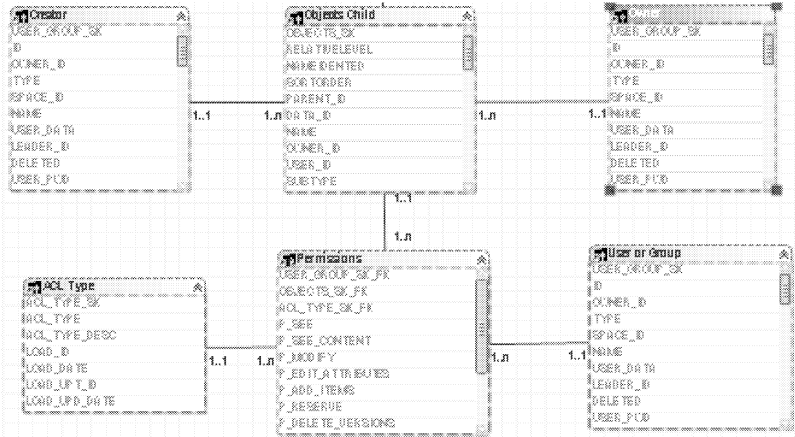 Creator
USER_GROUP_SK
ID
OWNER_ID
TYPE
SPACE_ID
NAME
USER_DATA
LEADER_ID
DELETED
USER_PCID
Objects Child
OBJECTS_SK
RELATIVELEVEL
NAMEIDENTED
SORTORDER
PARENT_ID
DATA_ID
NAME
OWNER_ID
USER_ID
SUBTYPE
Owner
USER_GROUP_SK
ID
OWNER_ID
TYPE
SPACE_ID
NAME
USER_DATA
LEADER_ID
DELETED
1..1
1..n
1..n
1..1
1..1
1..n
ACL Type
ACL_TYPE_SK
ACL_TYPE
ACL_TYPE_DESC
LOAD_ID
LOAD_DATE
LOAD_UPT_ID
LOAD_UPD_DATE
Permissions
USER_GROUP_SK_FK
OBJECTS_SK_FK
ACL_TYPE_SK_FK
P_SEE
P_SEE_CONTENT
P_MODIFY
P_EDIT_ATTRIBUTES
P_ADD_ITEMS
P_RESERVE
P_DELETE_VERSIONS
User or Group
USER_GROUP_SK
ID
OWNER_ID
TYPE
SPACE_ID
NAME
USER_DATA
LEADER_ID
DELETED
1..1
1..n
1..n
1..1